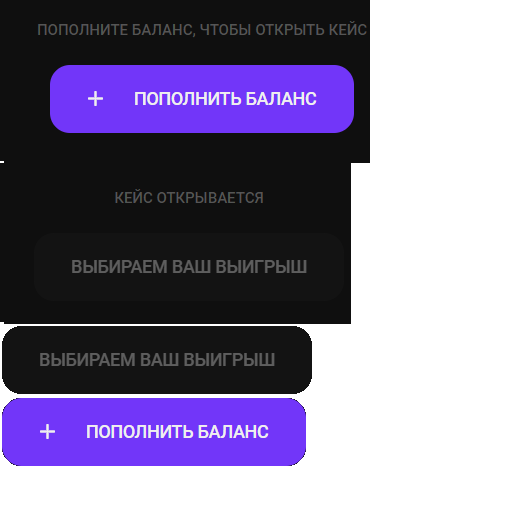 ПОПОЛНИТЕ БАЛАНС, ЧТОБЫ ОТКРЫТЬ КЕЙС
+ ПОПОЛНИТЬ БАЛАНС
КЕЙС ОТКРЫВАЕТСЯ
ВЫБИРАЕМ ВАШ ВЫИГРЫШ
ВЫБИРАЕМ ВАШ ВЫИГРЫШ
+ ПОПОЛНИТЬ БАЛАНС